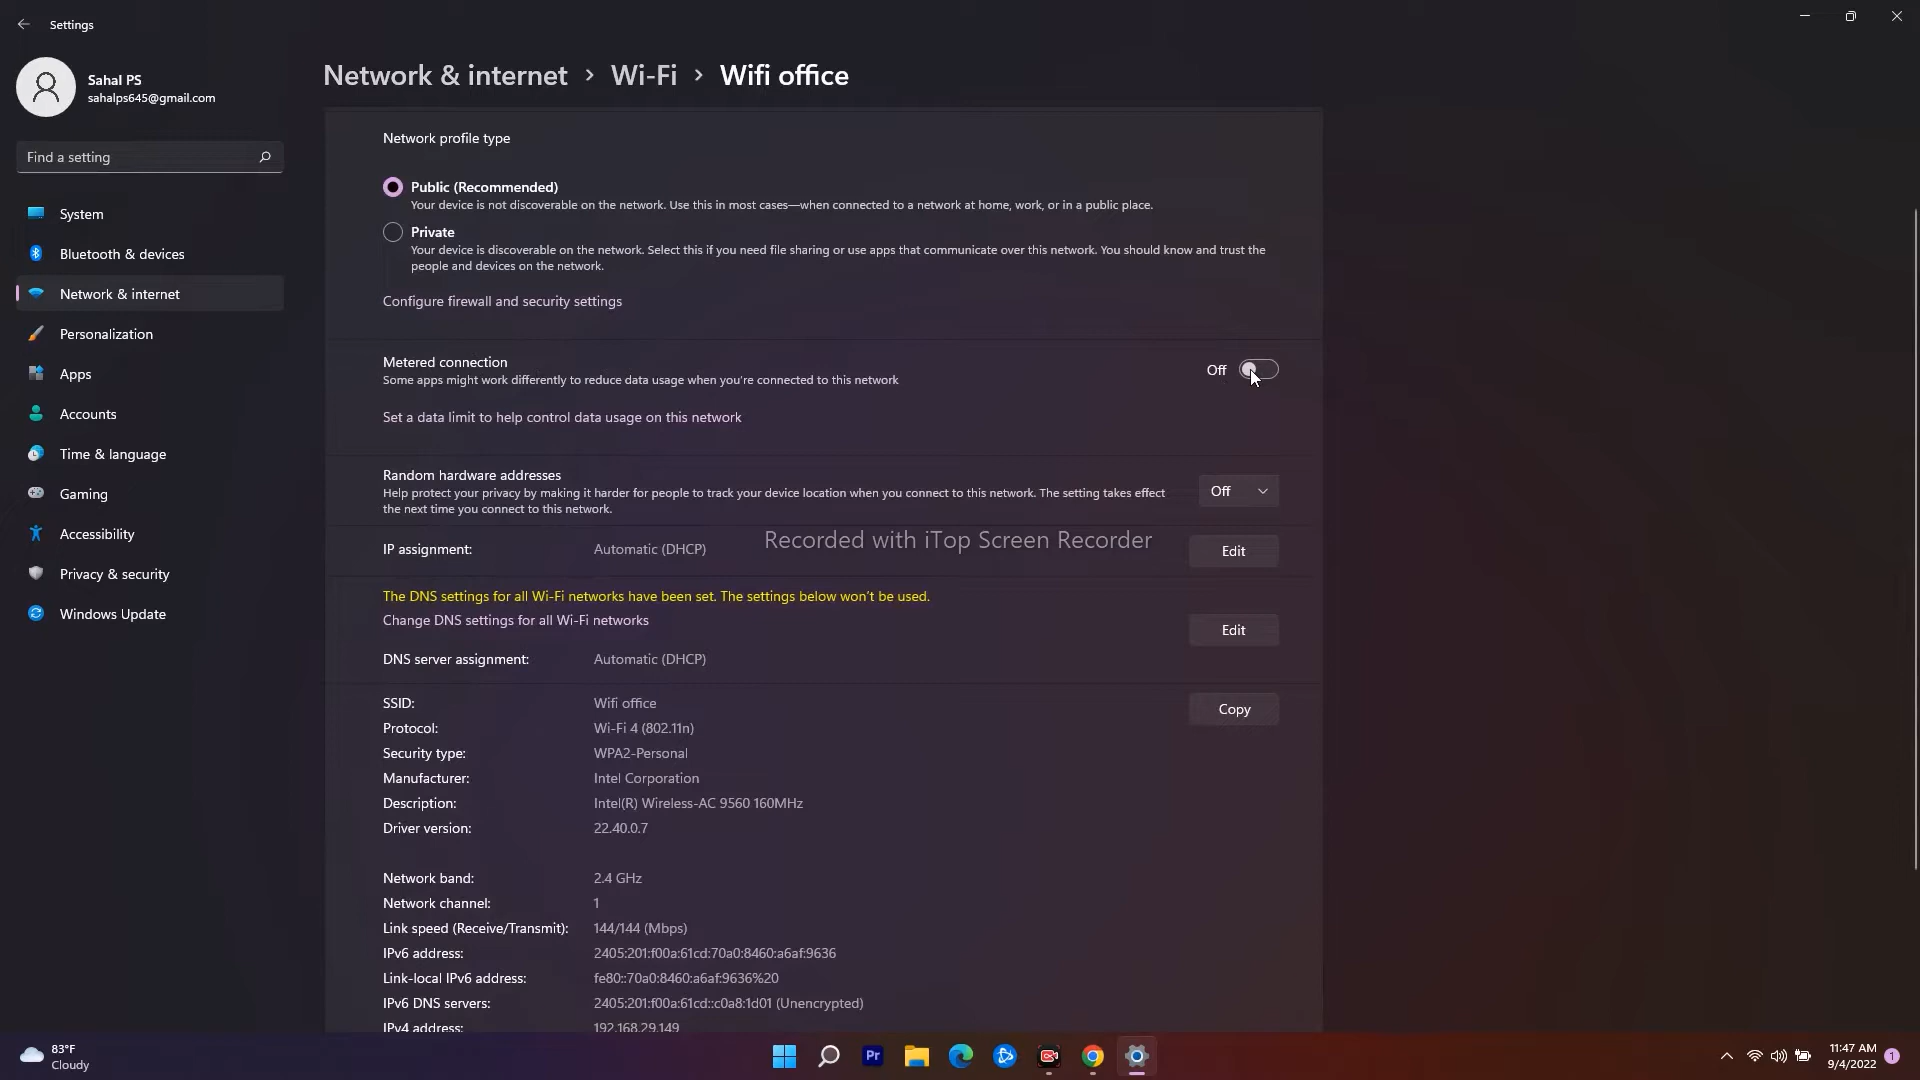 Settings
Sahal PS
sahalps645@gmail.com
Find a setting
System
Bluetooth & devices
Network & internet
Personalization
Apps
Accounts
Time & language
Gaming
Accessibility
Privacy & security
Windows Update
Network & internet > Wi-Fi > Wifi office
Network profile type
Public (Recommended)
Your device is not discoverable on the network. Use this in most cases—when connected to a network at home, work, or in a public place.
Private
Your device is discoverable on the network. Select this if you need file sharing or use apps that communicate over this network. You should know and trust the
people and devices on the network.
Configure firewall and security settings
Metered connection
Some apps might work differently to reduce data usage when you're connected to this network
Off
Set a data limit to help control data usage on this network
Random hardware addresses
Help protect your privacy by making it harder for people to track your device location when you connect to this network. The setting takes effect
the next time you connect to this network.
Off
IP assignment: Automatic (DHCP)
Edit
Recorded with iTop Screen Recorder
The DNS settings for all Wi-Fi networks have been set. The settings below won't be used.
Change DNS settings for all Wi-Fi networks
Edit
DNS server assignment: Automatic (DHCP)
SSID: Wifi office
Copy
Protocol: Wi-Fi 4 (802.11n)
Security type: WPA2-Personal
Manufacturer: Intel Corporation
Description: Intel(R) Wireless-AC 9560 160MHz
Driver version: 22.40.0.7
Network band: 2.4 GHz
Network channel: 1
Link speed (Receive/Transmit): 144/144 (Mbps)
IPv6 address: 2405:201:f00a:61cd:70a0:8460:a6af:9636
Link-local IPv6 address: fe80::70a0:8460:a6af:9636%20
IPv6 DNS servers: 2405:201:f00a:61cd::c0a8:1d01 (Unencrypted)
IPv4 address: 192.168.29.149
83°F
Cloudy
Pr
11:47 AM
9/4/2022
1